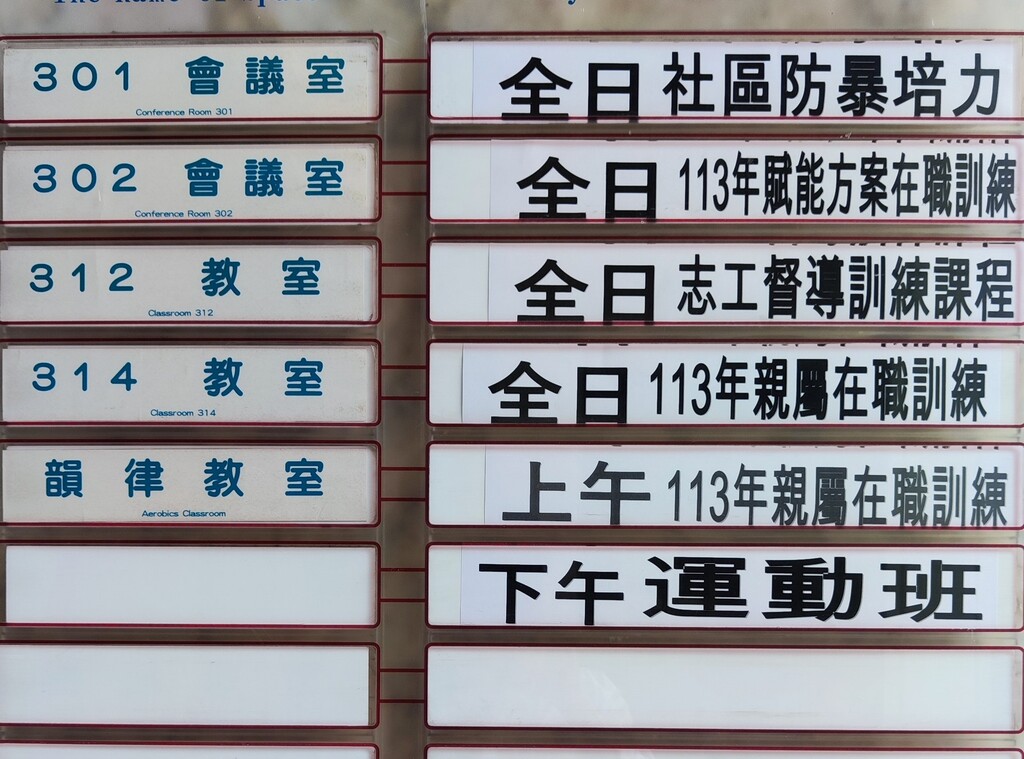 301 會議室
Conference Room 301
全日 社區防暴培力
302 會議室
Conference Room 302
全日 113年賦能方案在職訓練
312 教室
Classroom 312
全日 志工督導訓練課程
314 教室
Classroom 314
全日 113年親屬在職訓練
韻律教室
Aerobics Classroom
上午 113年親屬在職訓練
下午 運動班